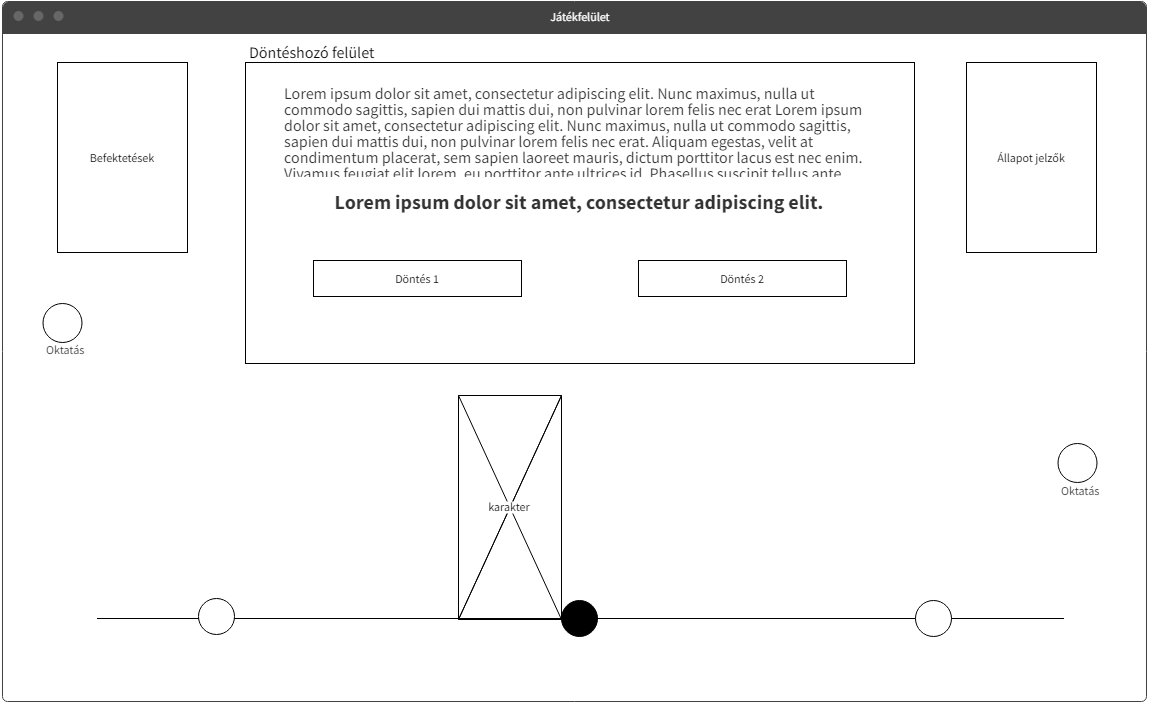 Játékfelület
Döntéshozó felület
Lorem ipsum dolor sit amet, consectetur adipiscing elit. Nunc maximus, nulla ut
commodo sagittis, sapien dui mattis dui, non pulvinar lorem felis nec erat Lorem ipsum
dolor sit amet, consectetur adipiscing elit. Nunc maximus, nulla ut commodo sagittis,
sapien dui mattis dui, non pulvinar lorem felis nec erat. Aliquam egestas, velit at
condimentum placerat, sem sapien laoreet mauris, dictum porttitor lacus est nec enim.
Vivamus feugiat elit lorem, eu porttitor ante ultrices id. Phasellus suscipit tellus ante
Befektetések
Állapot jelzők
Lorem ipsum dolor sit amet, consectetur adipiscing elit.
Döntés 1
Döntés 2
Oktatás
Oktatás
karakter